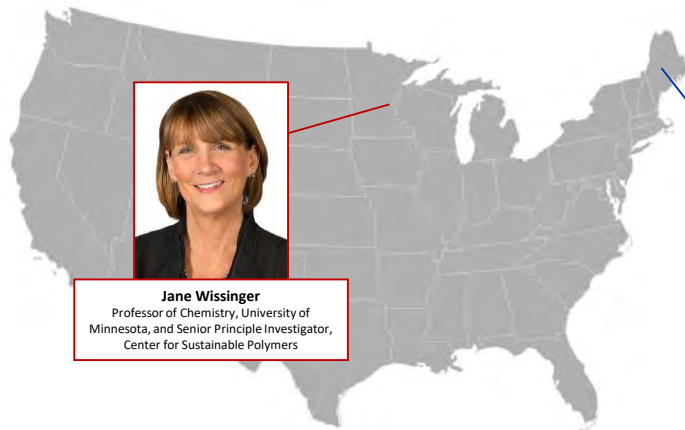 Jane Wissinger
Professor of Chemistry, University of
Minnesota, and Senior Principle Investigator,
Center for Sustainable Polymers